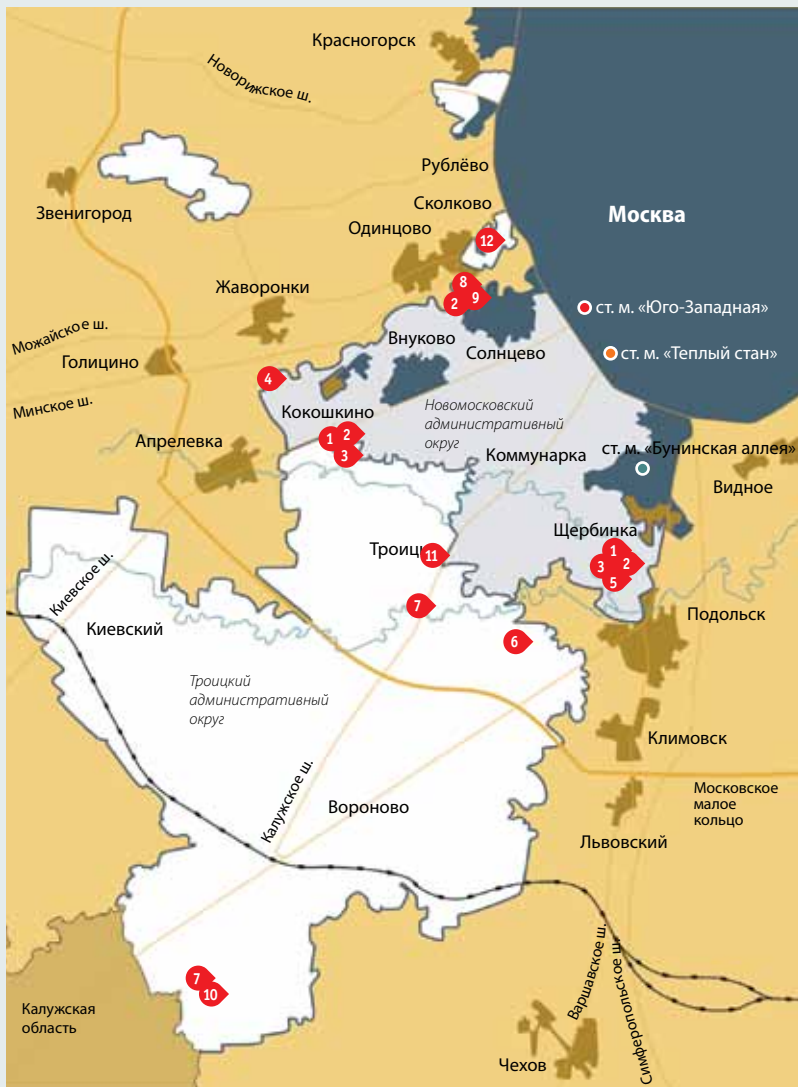 Красногорск
Новорижское ш.
Рублёво
Сколково
Звенигород
Москва
Одинцово
12
Жаворонки
8
2
9
ст. м. «Юго-Западная»
Можайское ш.
Внуково
Солнцево
Голицино
ст. м. «Теплый стан»
4
Минское ш.
Кокошкино
Новомосковский
административный
округ
1
2
3
Апрелевка
Коммунарка
ст. м. «Бунинская аллея»
Видное
Щербинка
Троицк
11
1
3
2
5
Киевское ш.
7
Киевский
6
Подольск
Троицкий
административный
округ
Климовск
Калужское ш.
Вороново
Московское
малое
кольцо
Львовский
Варшавское ш.
Симферопольское ш.
7
10
Калужская
область
Чехов